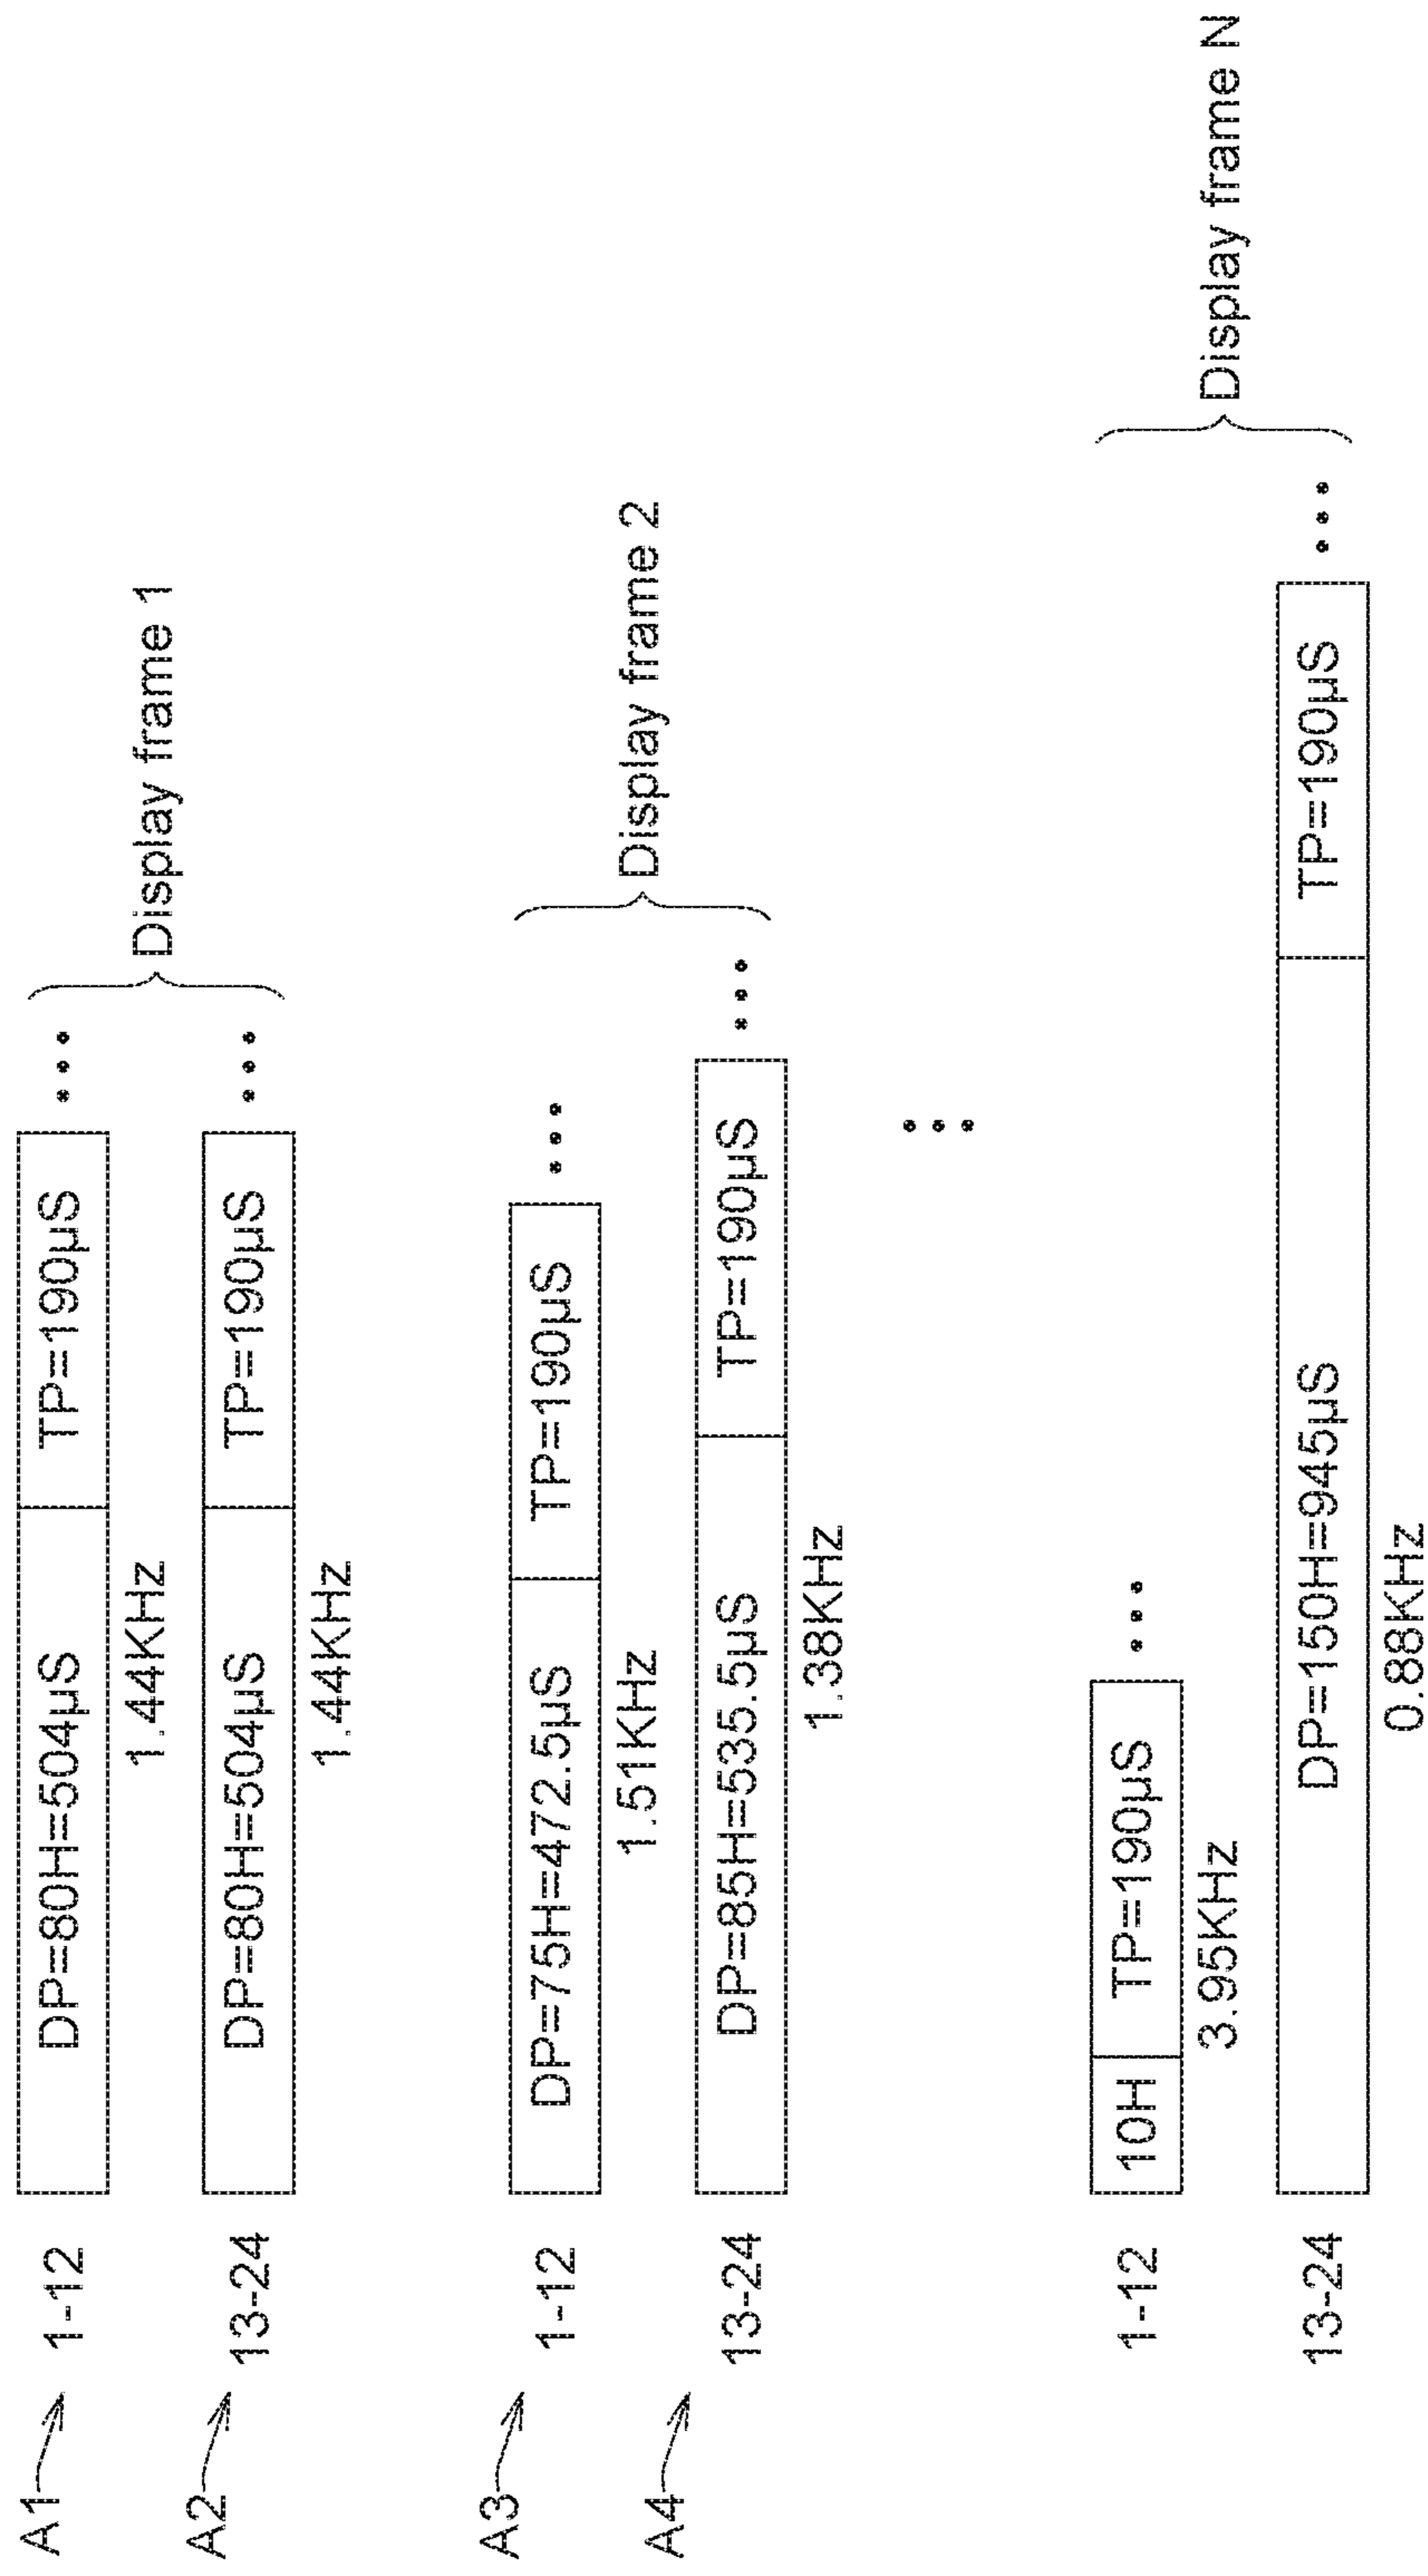 A1
1-12
DP=80H=504µS
TP=190µS
1.44KHz
A2
13-24
DP=80H=504µS
TP=190µS
1.44KHz
Display frame 1
A3
1-12
DP=75H=472.5µS
TP=190µS
1.51KHz
A4
13-24
DP=85H=535.5µS
TP=190µS
1.38KHz
Display frame 2
1-12
10H
TP=190µS
3.95KHz
13-24
DP=150H=945µS
TP=190µS
0.88KHz
Display frame N